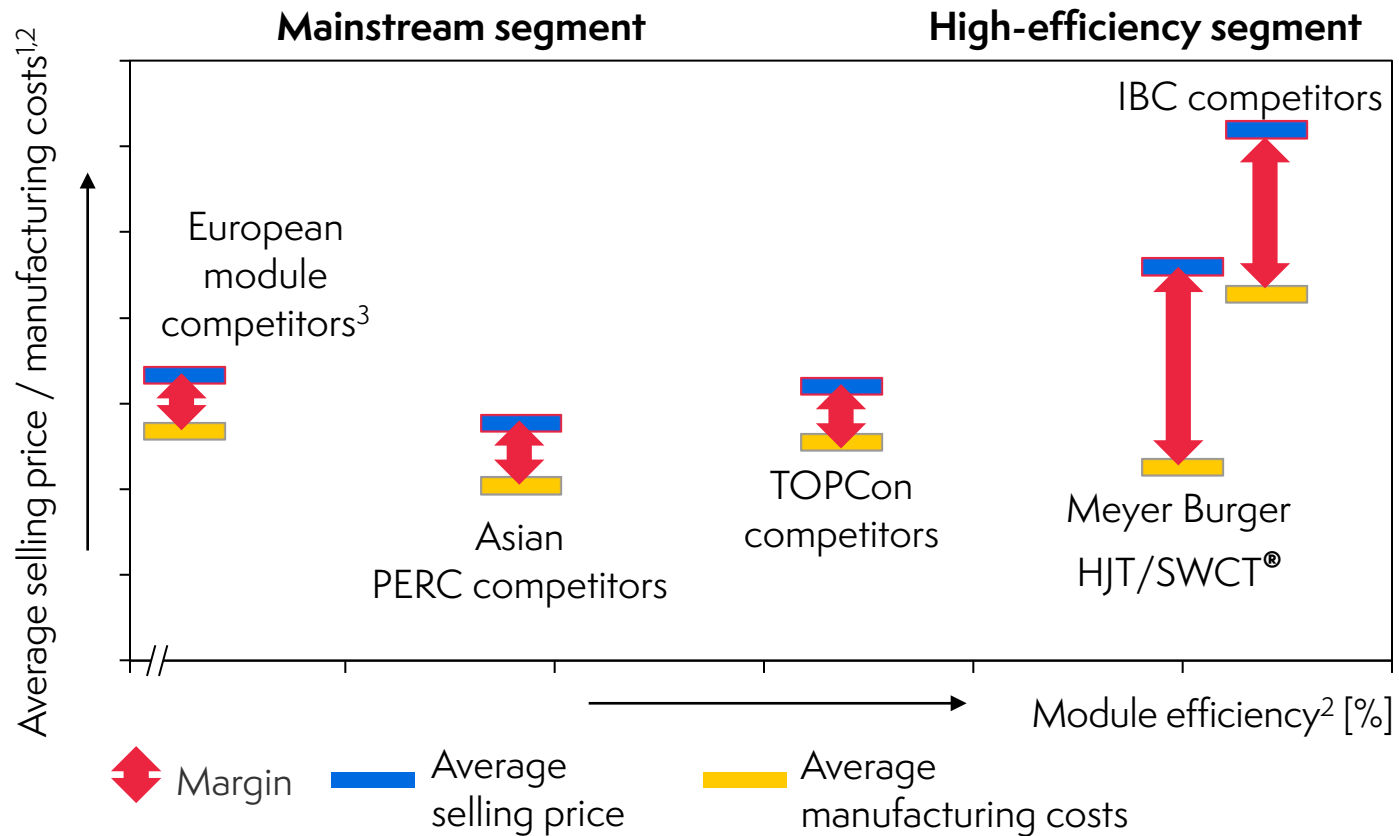 Mainstream segment
High-efficiency segment
Average selling price / manufacturing costs1,2
IBC competitors
European
module
competitors3
Asian
PERC competitors
TOPCon
competitors
Meyer Burger
HJT/SWCT®
Module efficiency2 [%]
Margin
Average
selling price
Average
manufacturing costs